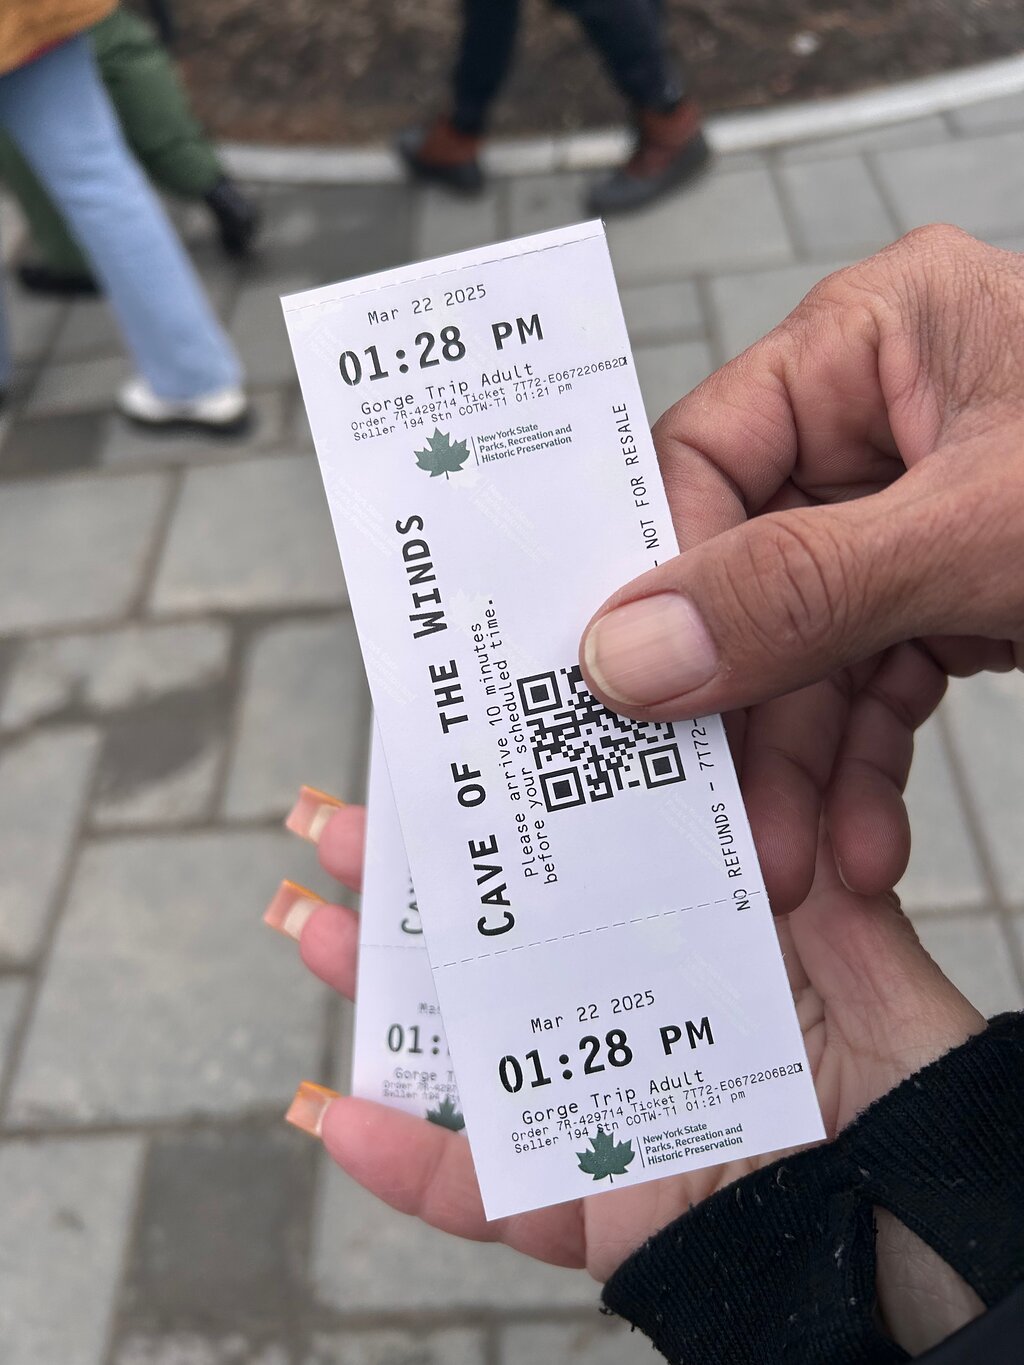 Mar 22 2025
01:28 PM
Gorge Trip Adult
Order 7R-429714 Ticket 7T72-E0672206B2D
Seller 194 Stn COTW-T1 01:21 pm
New York State
Parks, Recreation and
Historic Preservation
CAVE OF THE WINDS
Please arrive 10 minutes
before your scheduled time.
NO REFUNDS - 7T72-
- NOT FOR RESALE
Mar 22 2025
01:28 PM
Gorge Trip Adult
Order 7R-429714 Ticket 7T72-E0672206B2D
Seller 194 Stn COTW-T1 01:21 pm
New York State
Parks, Recreation and
Historic Preservation
01:
Gorge T